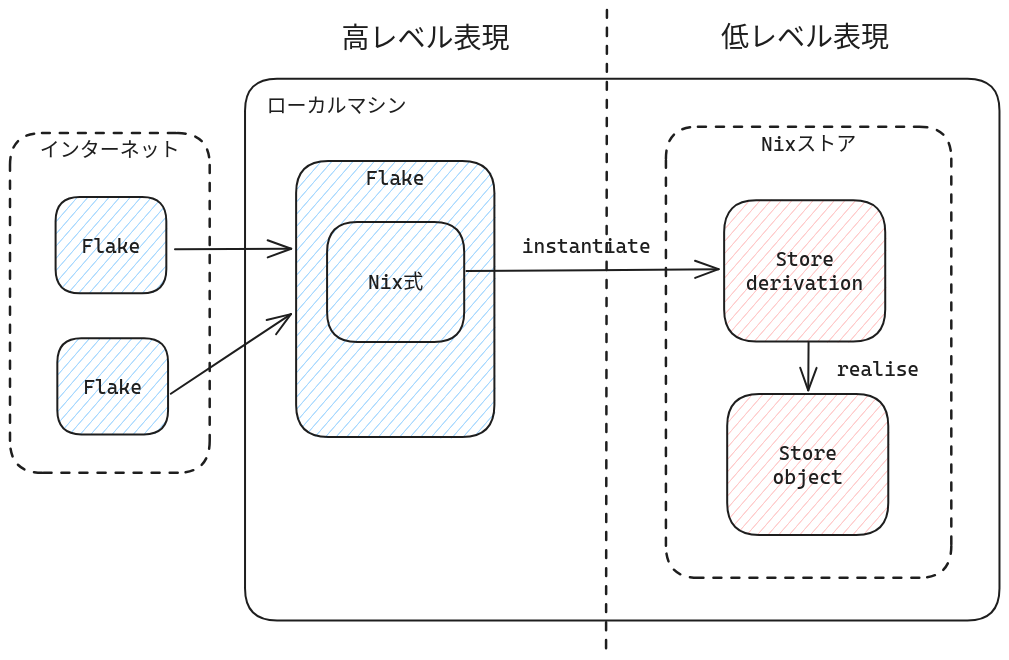 高レベル表現
低レベル表現
ローカルマシン
インターネット
Flake
Flake
Flake
Nix式
instantiate
Nixストア
Store
derivation
realise
Store
object